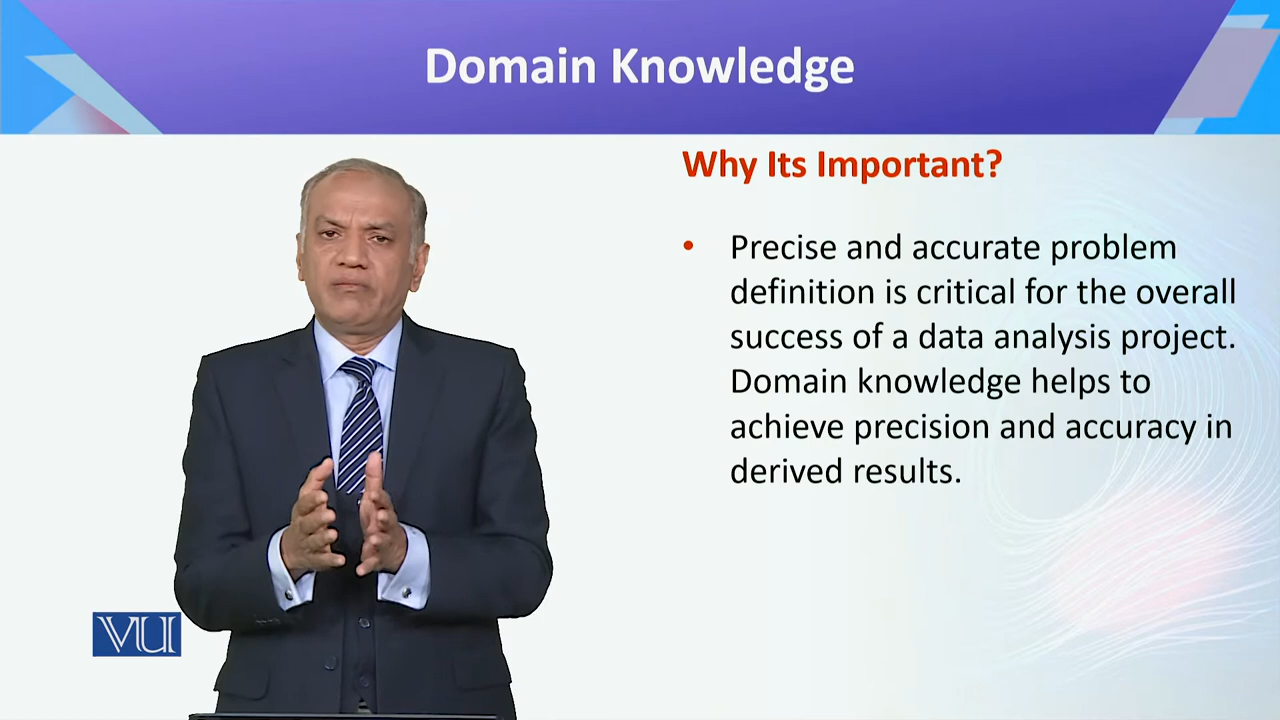 Domain Knowledge
Why Its Important?
• Precise and accurate problem
definition is critical for the overall
success of a data analysis project.
Domain knowledge helps to
achieve precision and accuracy in
derived results.
VU